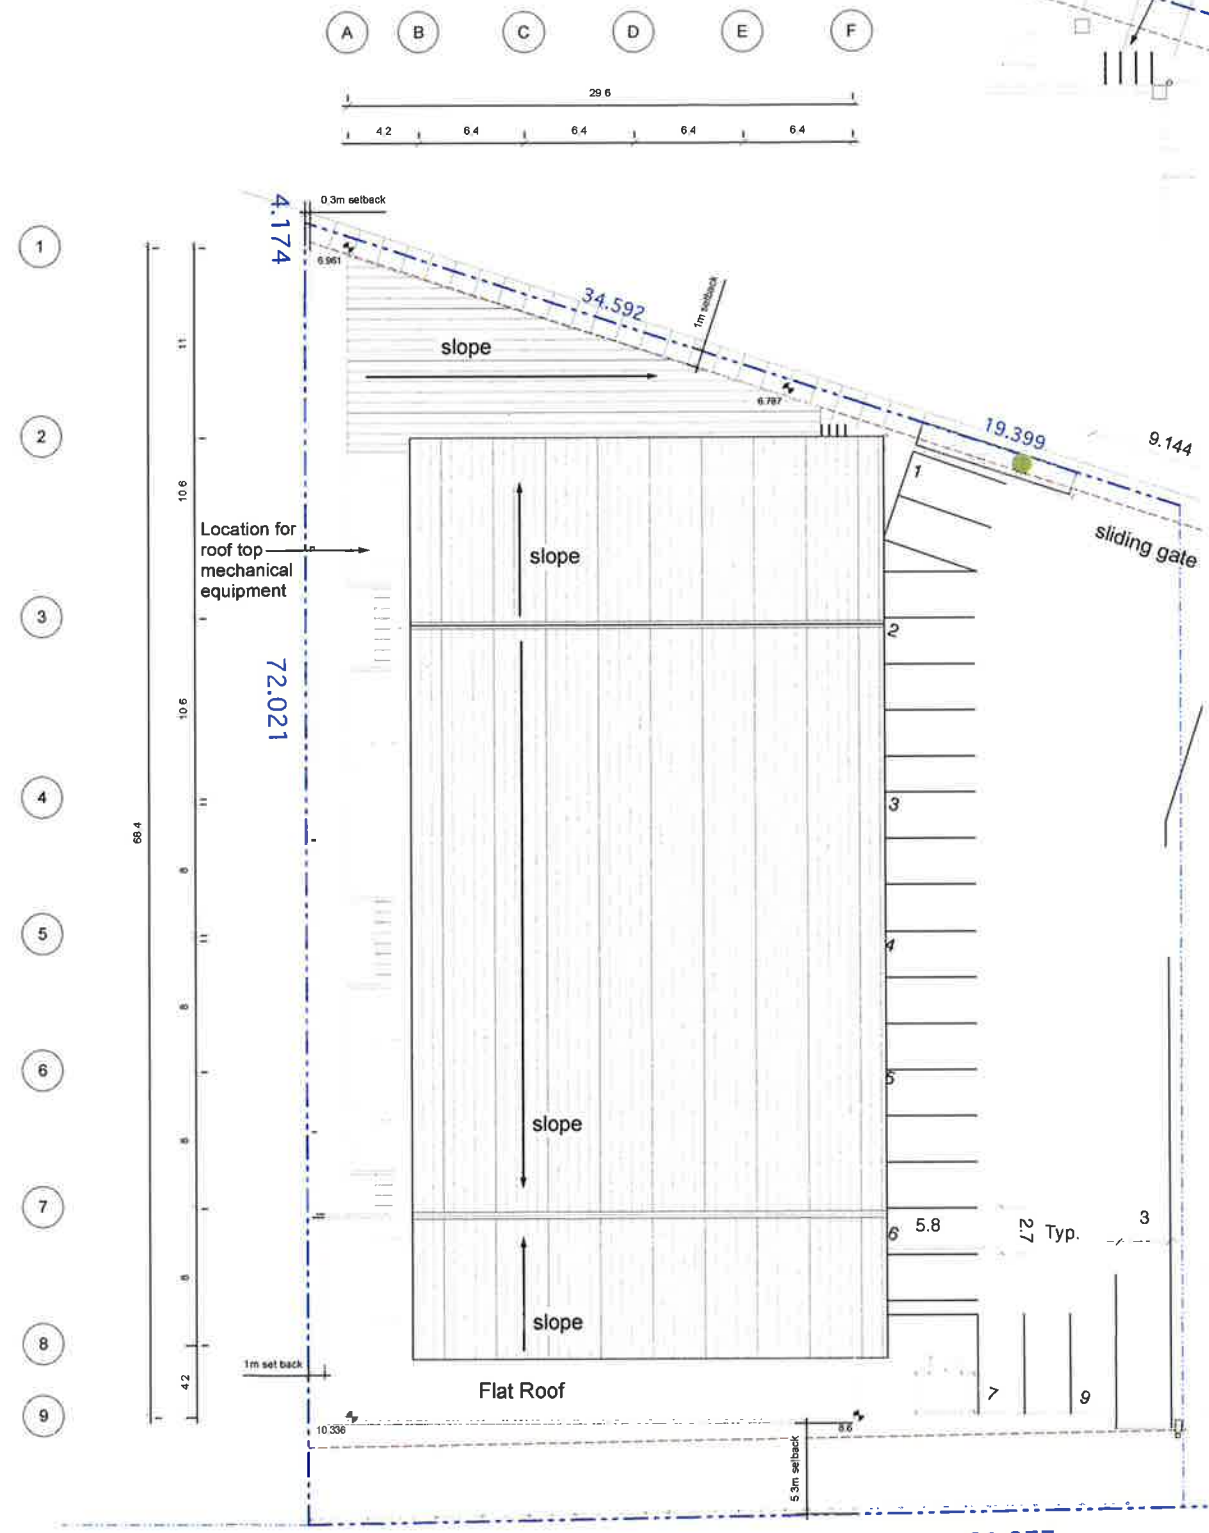 A B C D E F
29.6
4.2 6.4 6.4 6.4 6.4
0.3m setback
4.174
1
6.961
34.592
1m setback
11
slope
6.787
19.399
9.144
2
1
10.6
sliding gate
Location for
roof top
mechanical
equipment
slope
3
2
72.021
10.6
4
3
68.4
8
5
4
8
6
5
slope
8
7
6
5.8
2.7
Typ.
3
8
slope
8
1m set back
4.2
Flat Roof
7
9
9
10.336
8.6
5.3m setback